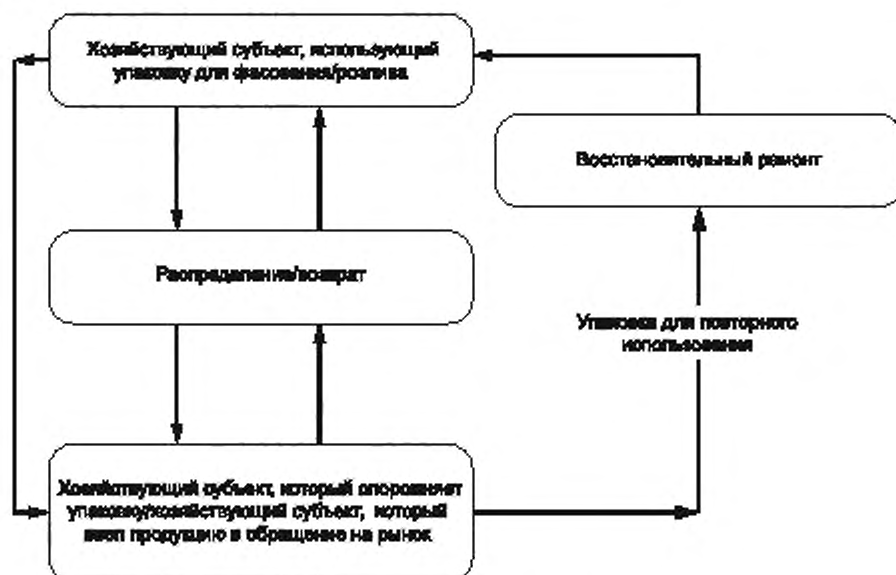 Хозяйствующий субъект, использующий
упаковку для фасования/розлива
Восстановительный ремонт
Распределение/возврат
Упаковка для повторного
использования
Хозяйствующий субъект, который опорожняет
упаковку/хозяйствующий субъект, который
ввел продукцию в обращение на рынок